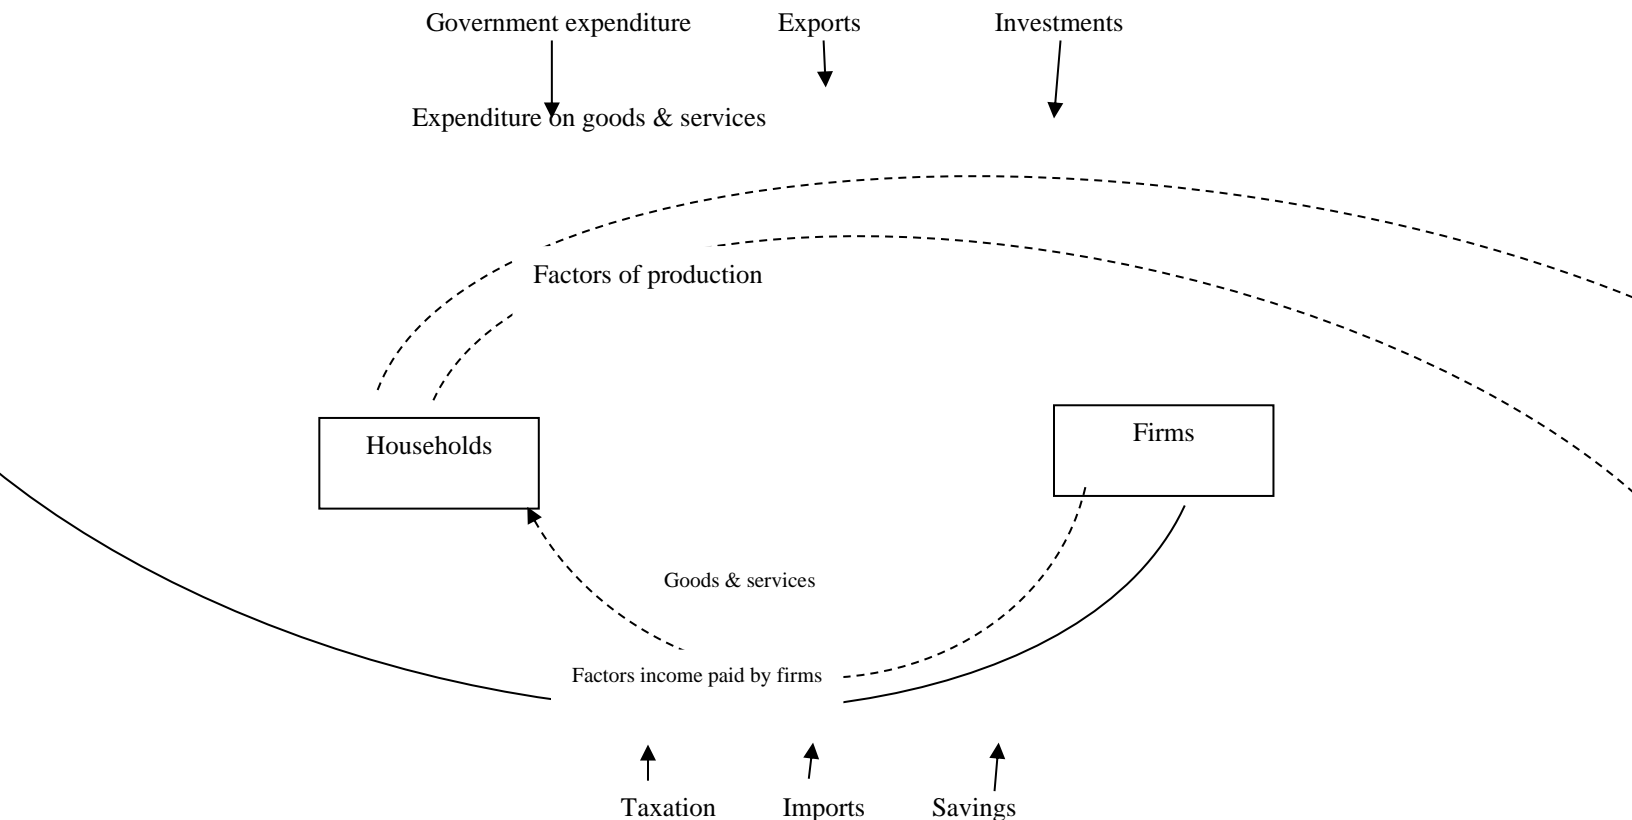 Government expenditure
Exports
Investments
Expenditure on goods & services
Factors of production
Households
Firms
Goods & services
Factors income paid by firms
Taxation
Imports
Savings